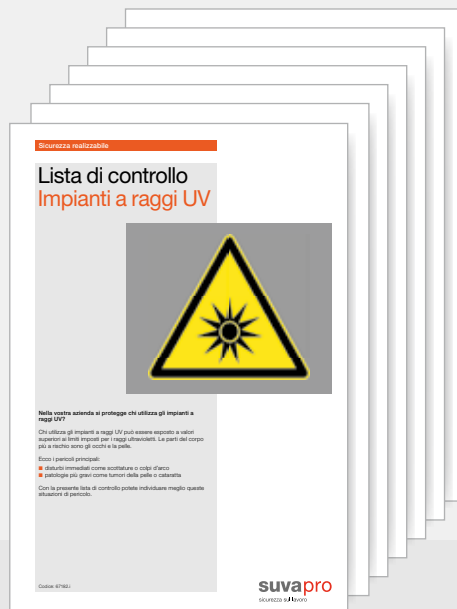 Sicurezza realizzabile
Lista di controllo
Impianti a raggi UV
Nella vostra azienda si protegge chi utilizza gli impianti a
raggi UV?
Chi utilizza gli impianti a raggi UV può essere esposto a valori
superiori ai limiti imposti per i raggi ultravioletti. Le parti del corpo
più a rischio sono gli occhi e la pelle.
Ecco i pericoli principali:
■ disturbi immediati come scottature o colpi d'arco
■ patologie più gravi come tumori della pelle o cataratta
Con la presente lista di controllo potete individuare meglio queste
situazioni di pericolo.
Codice: 67192.i
suvapro
sicurezza sul lavoro